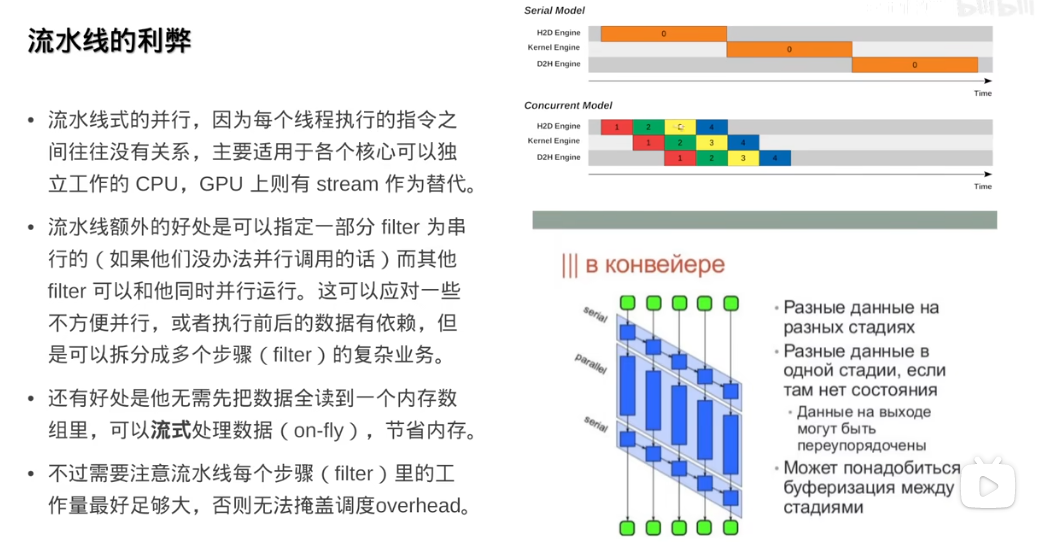 流水线的利弊
• 流水线式的并行，因为每个线程执行的指令之
间往往没有关系，主要适用于各个核心可以独
立工作的 CPU，GPU 上则有 stream 作为替代。
• 流水线额外的好处是可以指定一部分 filter 为串
行的（如果他们没办法并行调用的话）而其他
filter 可以和他同时并行运行。这可以应对一些
不方便并行，或者执行前后的数据有依赖，但
是可以拆分成多个步骤（filter）的复杂业务。
• 还有好处是他无需先把数据全读到一个内存数
组里，可以流式处理数据（on-fly），节省内存。
• 不过需要注意流水线每个步骤（filter）里的工
作量最好足够大，否则无法掩盖调度overhead。
Serial Model
H2D Engine 0
Kernel Engine 0
D2H Engine 0
Time
Concurrent Model
H2D Engine 1 2 4
Kernel Engine 1 2 3 4
D2H Engine 1 2 3 4
Time
||| в конвейере
serial
parallel
serial
• Разные данные на
разных стадиях
• Разные данные в
одной стадии, если
там нет состояния
• Данные на выходе
могут быть
переупорядочены
• Может понадобиться
буферизация между
стадиями